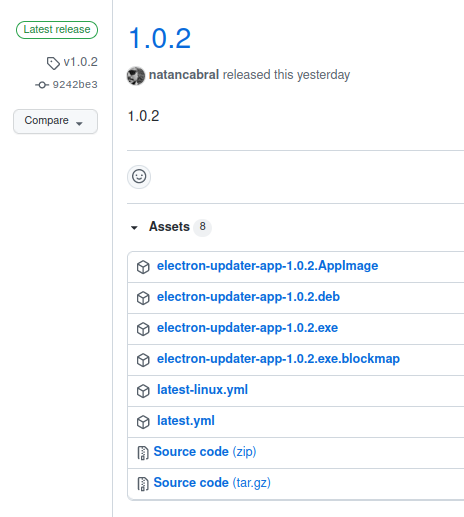 Latest release
v1.0.2
9242be3
Compare
1.0.2
natancabral released this yesterday
1.0.2
Assets 8
electron-updater-app-1.0.2.AppImage
electron-updater-app-1.0.2.deb
electron-updater-app-1.0.2.exe
electron-updater-app-1.0.2.exe.blockmap
latest-linux.yml
latest.yml
Source code (zip)
Source code (tar.gz)